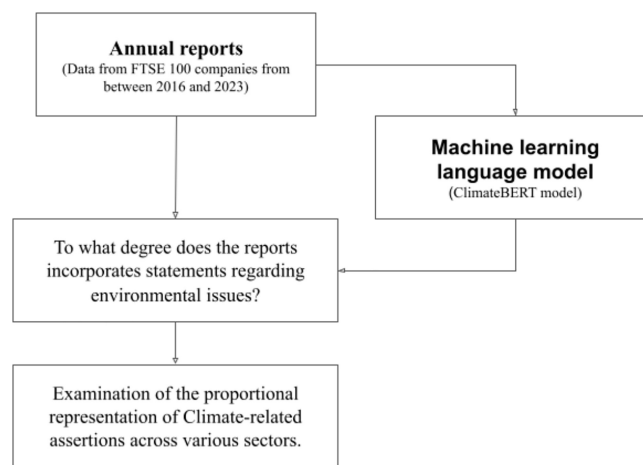 Annual reports
(Data from FTSE 100 companies from
between 2016 and 2023)
Machine learning
language model
(ClimateBERT model)
To what degree does the reports
incorporates statements regarding
environmental issues?
Examination of the proportional
representation of Climate-related
assertions across various sectors.